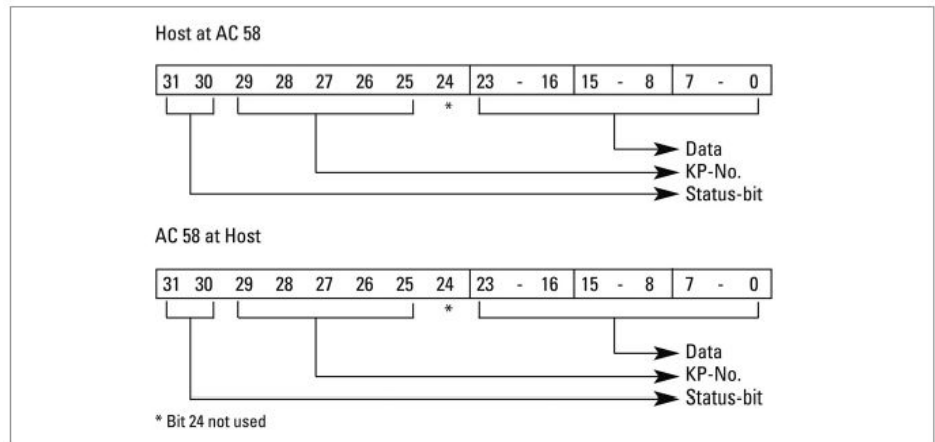 Host at AC 58
31 30 29 28 27 26 25 24 23 - 16 15 - 8 7 - 0
*
Data
KP-No.
Status-bit
AC 58 at Host
31 30 29 28 27 26 25 24 23 - 16 15 - 8 7 - 0
*
Data
KP-No.
Status-bit
* Bit 24 not used